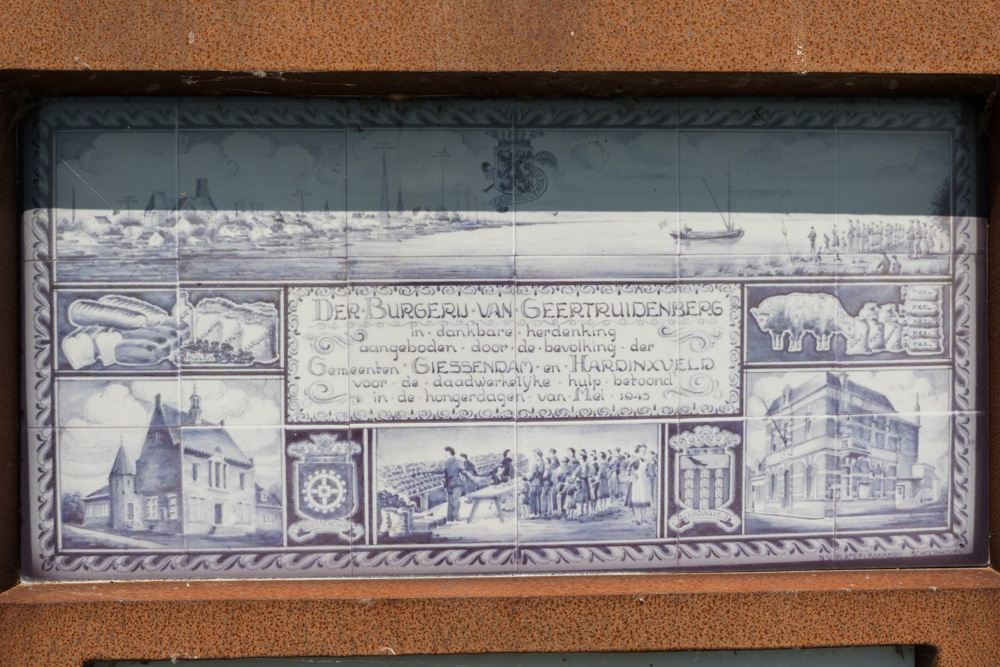 DER · BURGERIJ · VAN · GEERTRUIDENBERG
in · dankbare · herdenking
aangeboden · door · de · bevolking · der
Gemeenten · GIESSENDAM · en · HARDINXVELD
voor · de · daadwerkelijke · hulp · betoond
in · de · hongerdagen · van · Mei · 1945